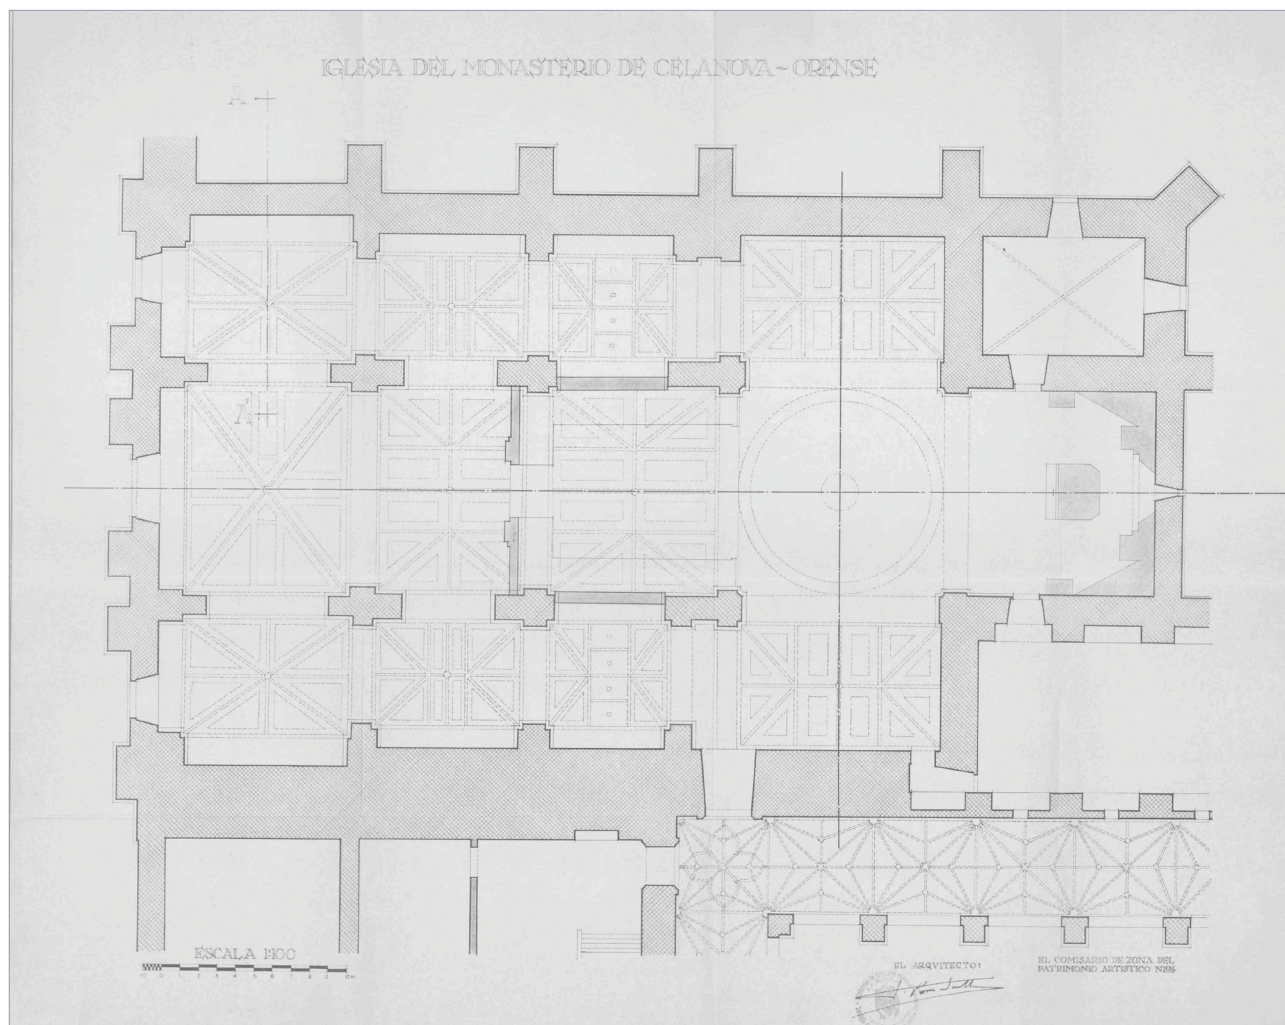 IGLESIA DEL MONASTERIO DE CELANOVA ~ ORENSE
A
A'
ESCALA 1:100
EL ARQVITECTO:
EL COMISARIO DE ZONA DEL
PATRIMONIO ARTISTICO N